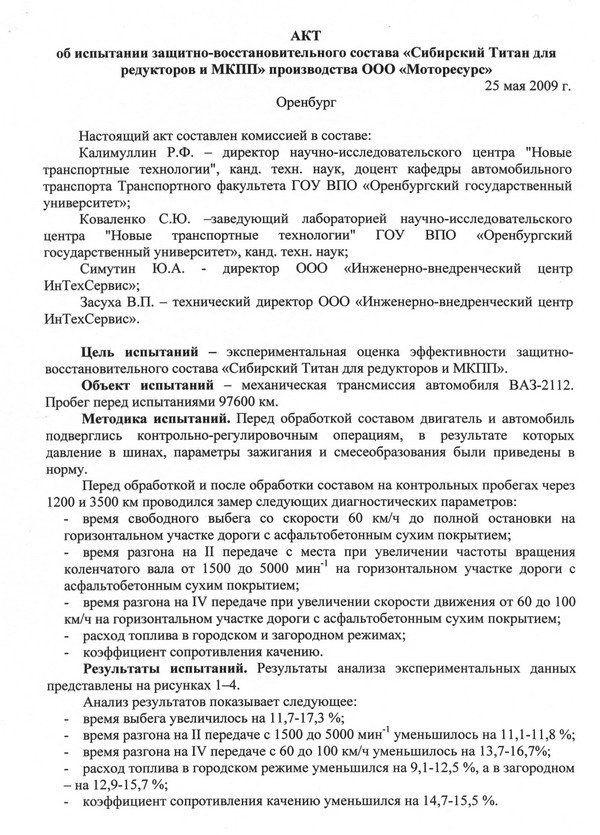 АКТ
об испытании защитно-восстановительного состава «Сибирский Титан для
редукторов и МКПП» производства ООО «Моторесурс»
25 мая 2009 г.
Оренбург
Настоящий акт составлен комиссией в составе:
Калимуллин Р.Ф. – директор научно-исследовательского центра "Новые
транспортные технологии", канд. техн. наук, доцент кафедры автомобильного
транспорта Транспортного факультета ГОУ ВПО «Оренбургский государственный
университет»;
Коваленко С.Ю. –заведующий лабораторией научно-исследовательского
центра "Новые транспортные технологии" ГОУ ВПО «Оренбургский
государственный университет», канд. техн. наук;
Симутин Ю.А. - директор ООО «Инженерно-внедренческий центр
ИнТехСервис»;
Засуха В.П. – технический директор ООО «Инженерно-внедренческий центр
ИнТехСервис».
Цель испытаний – экспериментальная оценка эффективности защитно-
восстановительного состава «Сибирский Титан для редукторов и МКПП».
Объект испытаний – механическая трансмиссия автомобиля ВАЗ-2112.
Пробег перед испытаниями 97600 км.
Методика испытаний. Перед обработкой составом двигатель и автомобиль
подверглись контрольно-регулировочным операциям, в результате которых
давление в шинах, параметры зажигания и смесеобразования были приведены в
норму.
Перед обработкой и после обработки составом на контрольных пробегах через
1200 и 3500 км проводился замер следующих диагностических параметров:
- время свободного выбега со скорости 60 км/ч до полной остановки на
горизонтальном участке дороги с асфальтобетонным сухим покрытием;
- время разгона на II передаче с места при увеличении частоты вращения
коленчатого вала от 1500 до 5000 мин⁻¹ на горизонтальном участке дороги с
асфальтобетонным сухим покрытием;
- время разгона на IV передаче при увеличении скорости движения от 60 до 100
км/ч на горизонтальном участке дороги с асфальтобетонным сухим покрытием;
- расход топлива в городском и загородном режимах;
- коэффициент сопротивления качению.
Результаты испытаний. Результаты анализа экспериментальных данных
представлены на рисунках 1–4.
Анализ результатов показывает следующее:
- время выбега увеличилось на 11,7-17,3 %;
- время разгона на II передаче с 1500 до 5000 мин⁻¹ уменьшилось на 11,1-11,8 %;
- время разгона на IV передаче с 60 до 100 км/ч уменьшилось на 13,7-16,7%;
- расход топлива в городском режиме уменьшился на 9,1-12,5 %, а в загородном
– на 12,9-15,7 %;
- коэффициент сопротивления качению уменьшился на 14,7-15,5 %.